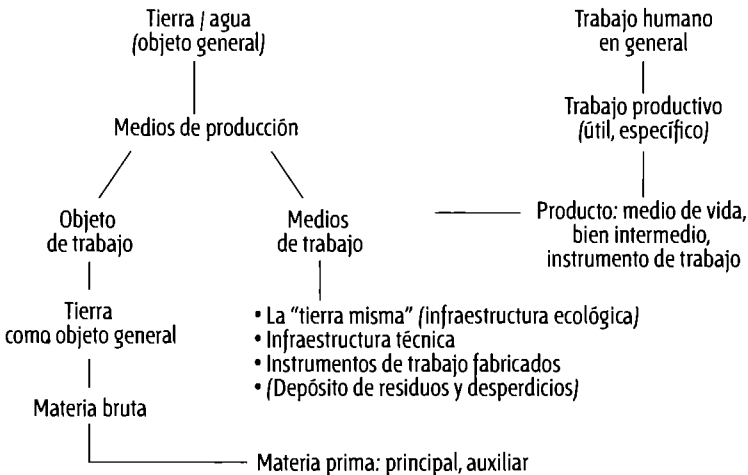 Tierra / agua
(objeto general)
Trabajo humano
en general
Medios de producción
Trabajo productivo
(útil, específico)
Objeto
de trabajo
Medios
de trabajo
Producto: medio de vida,
bien intermedio,
instrumento de trabajo
Tierra
como objeto general
• La "tierra misma" (infraestructura ecológica)
• Infraestructura técnica
• Instrumentos de trabajo fabricados
• (Depósito de residuos y desperdicios)
Materia bruta
Materia prima: principal, auxiliar